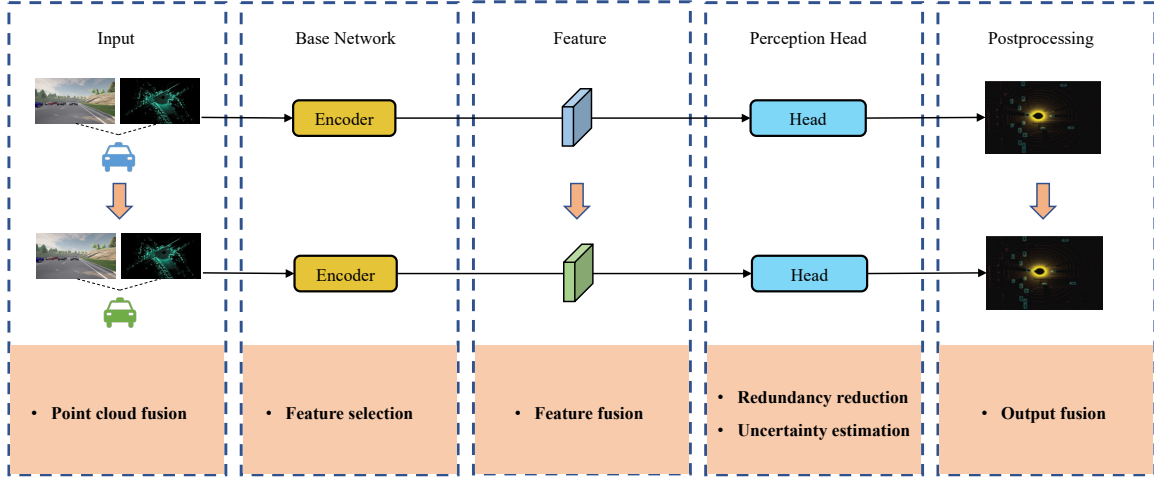 Input
Base Network
Feature
Perception Head
Postprocessing
Encoder
Head
Encoder
Head
• Point cloud fusion
• Feature selection
• Feature fusion
• Redundancy reduction
• Uncertainty estimation
• Output fusion